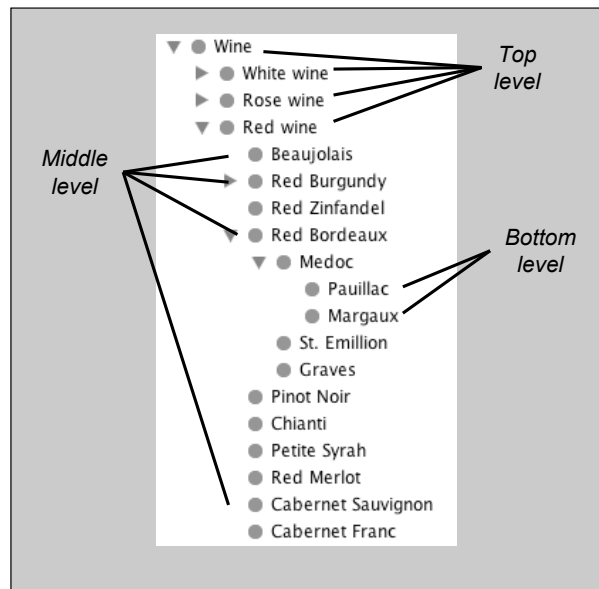 Wine
White wine
Rose wine
Red wine
Beaujolais
Red Burgundy
Red Zinfandel
Red Bordeaux
Medoc
Pauillac
Margaux
St. Emillion
Graves
Pinot Noir
Chianti
Petite Syrah
Red Merlot
Cabernet Sauvignon
Cabernet Franc
Top
level
Middle
level
Bottom
level